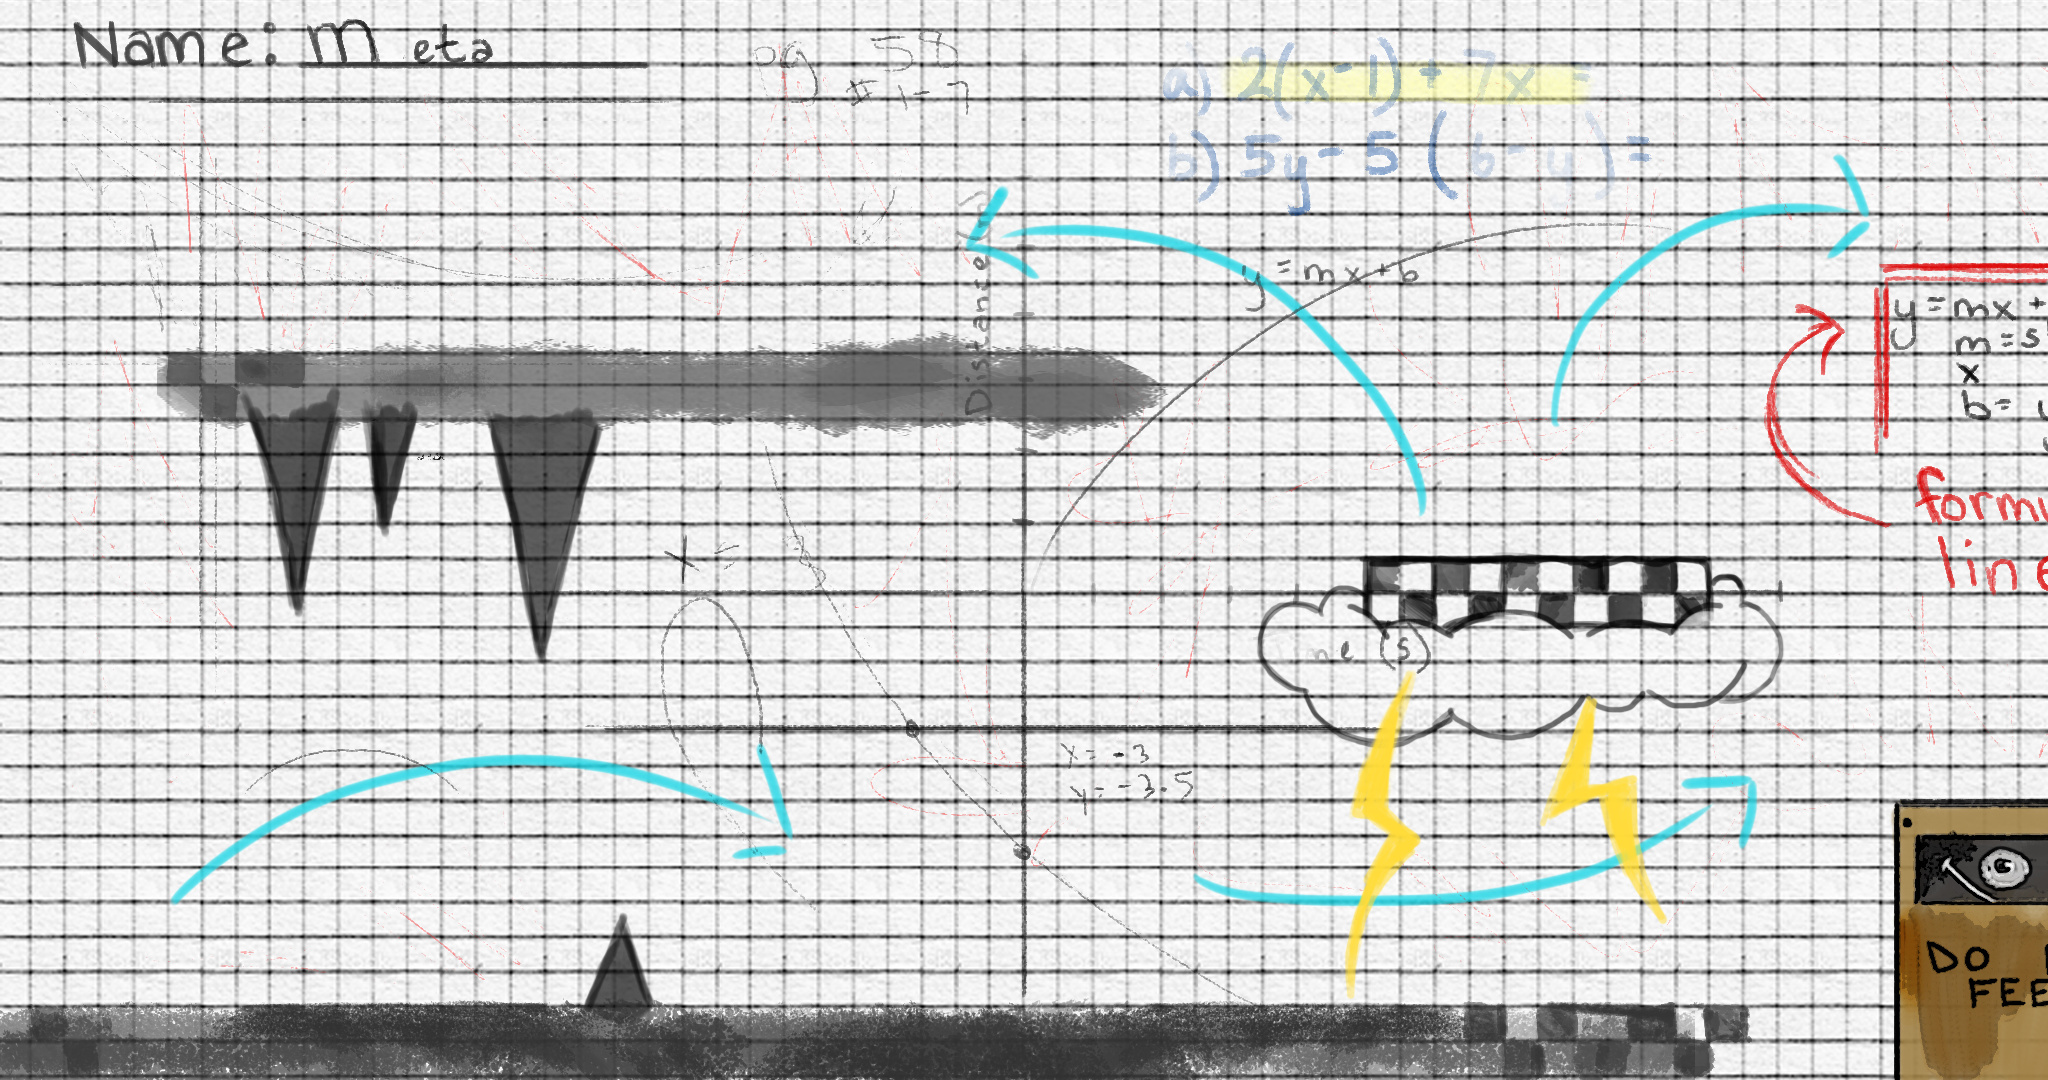 Name: Meta
pg 58
# 1-7
a) 2(x-1) + 7x =
b) 5y - 5 (6-y) =
Distance (m)
y = mx + b
y = mx +
m = s
x
b =
formu
line
x =
(s)
x = -3
y = -3.5
DO
FEE